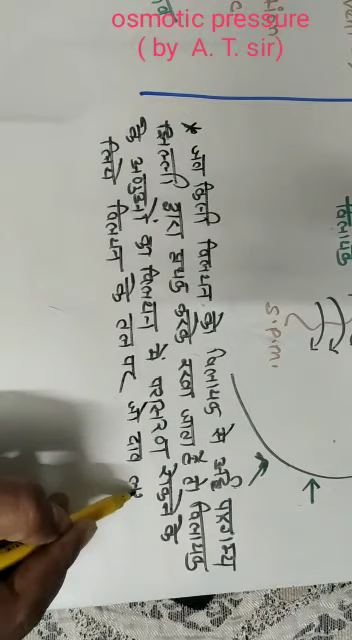 osmotic pressure
( by A. T. sir)
विलायक
S.P.M.
* जब किसी विलयन को विलायक से अर्द्ध पारगम्य
झिल्ली द्वारा पृथक करके रखा जाता है तो विलायक
के अणुओं का विलयन में परासरण रोकने के
लिये विलयन के तल पर जो दाब